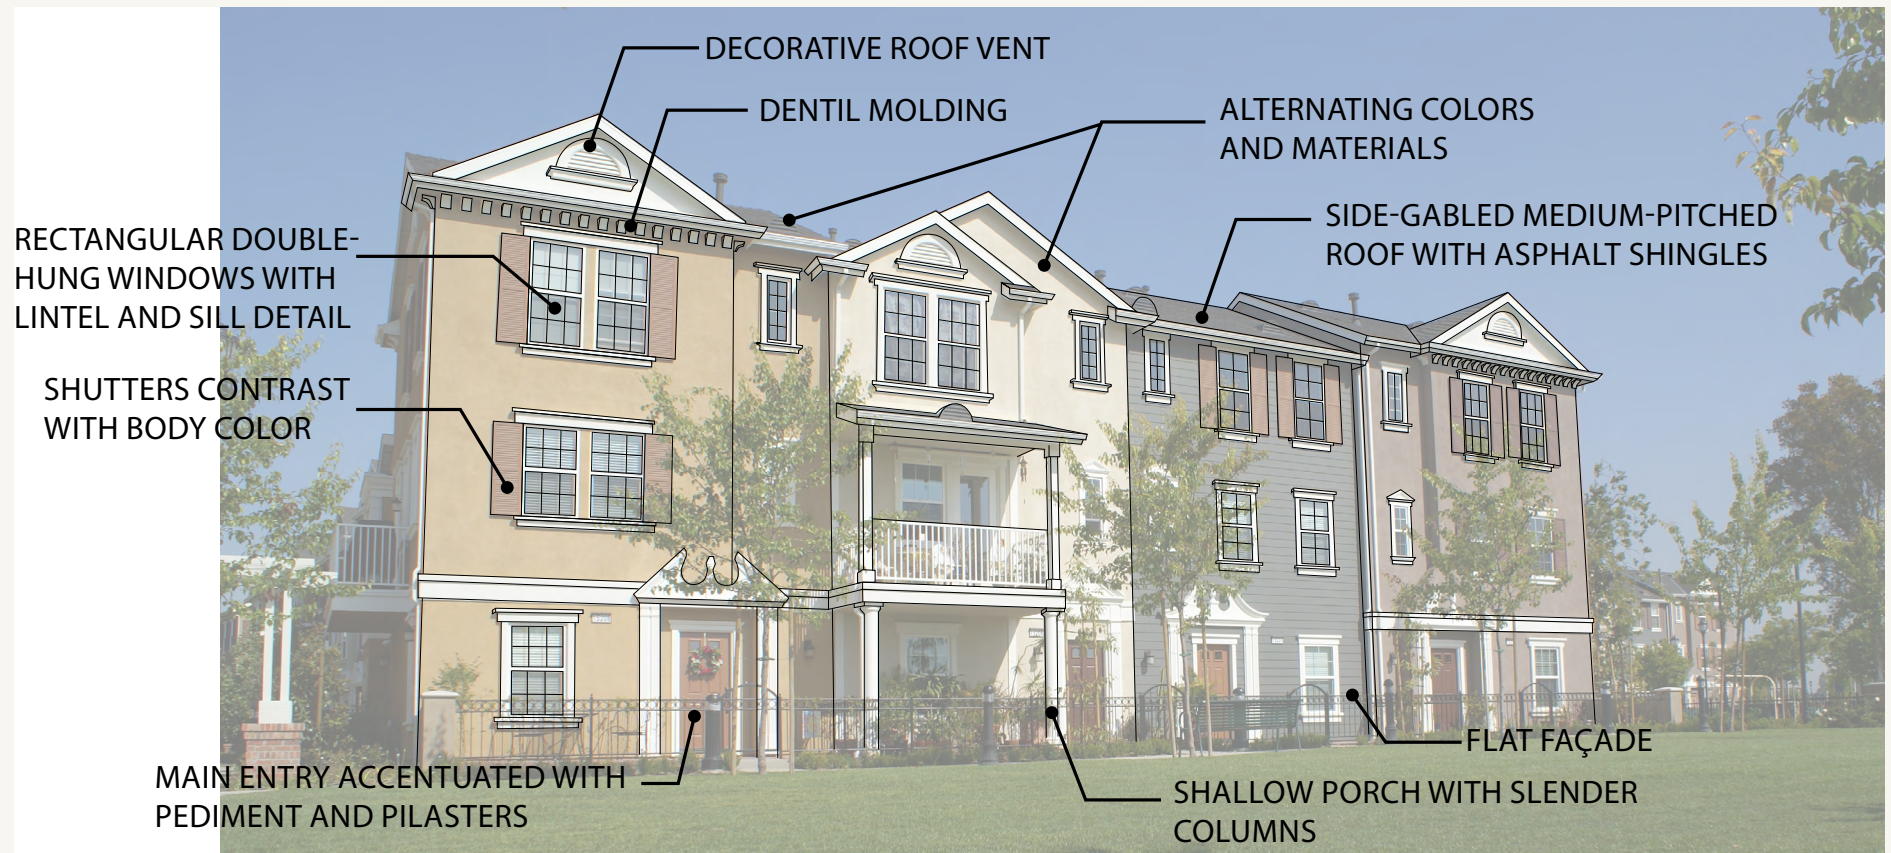 DECORATIVE ROOF VENT
DENTIL MOLDING
ALTERNATING COLORS
AND MATERIALS
SIDE-GABLED MEDIUM-PITCHED
ROOF WITH ASPHALT SHINGLES
RECTANGULAR DOUBLE-
HUNG WINDOWS WITH
LINTEL AND SILL DETAIL
SHUTTERS CONTRAST
WITH BODY COLOR
MAIN ENTRY ACCENTUATED WITH
PEDIMENT AND PILASTERS
FLAT FAÇADE
SHALLOW PORCH WITH SLENDER
COLUMNS